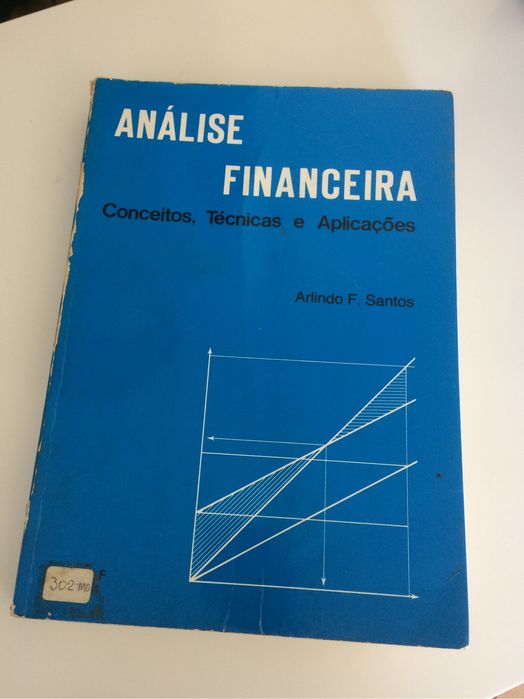 ANÁLISE
FINANCEIRA
Conceitos, Técnicas e Aplicações
Arlindo F. Santos
F